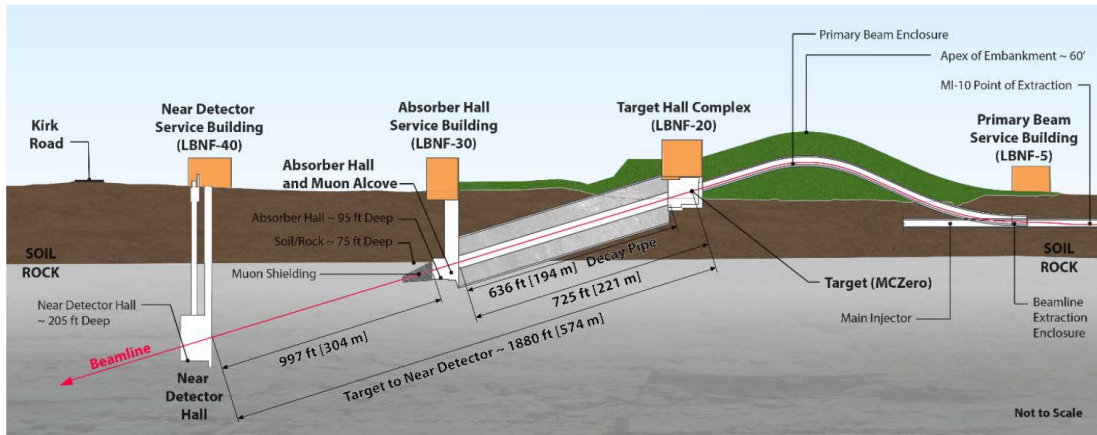 Primary Beam Enclosure
Apex of Embankment ~ 60'
MI-10 Point of Extraction
Kirk
Road
Near Detector
Service Building
(LBNF-40)
Absorber Hall
Service Building
(LBNF-30)
Target Hall Complex
(LBNF-20)
Primary Beam
Service Building
(LBNF-5)
Absorber Hall
and Muon Alcove
Absorber Hall ~ 95 ft Deep
Soil/Rock ~ 75 ft Deep
Muon Shielding
SOIL
ROCK
SOIL
ROCK
636 ft [194 m] Decay Pipe
725 ft [221 m]
Target (MCZero)
Main Injector
Beamline
Extraction
Enclosure
Near Detector Hall
~ 205 ft Deep
997 ft [304 m]
Target to Near Detector ~ 1880 ft [574 m]
Beamline
Near
Detector
Hall
Not to Scale